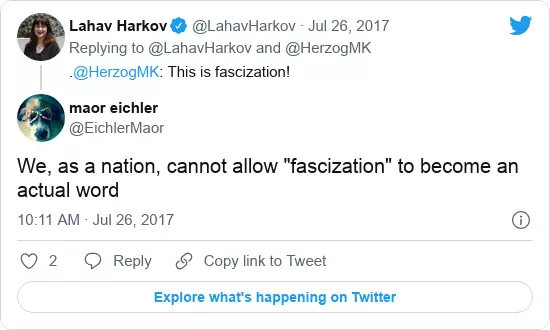 Lahav Harkov @LahavHarkov · Jul 26, 2017
Replying to @LahavHarkov and @HerzogMK
.@HerzogMK: This is fascization!
maor eichler
@EichlerMaor
We, as a nation, cannot allow "fascization" to become an
actual word
10:11 AM · Jul 26, 2017
2 Reply Copy link to Tweet
Explore what's happening on Twitter